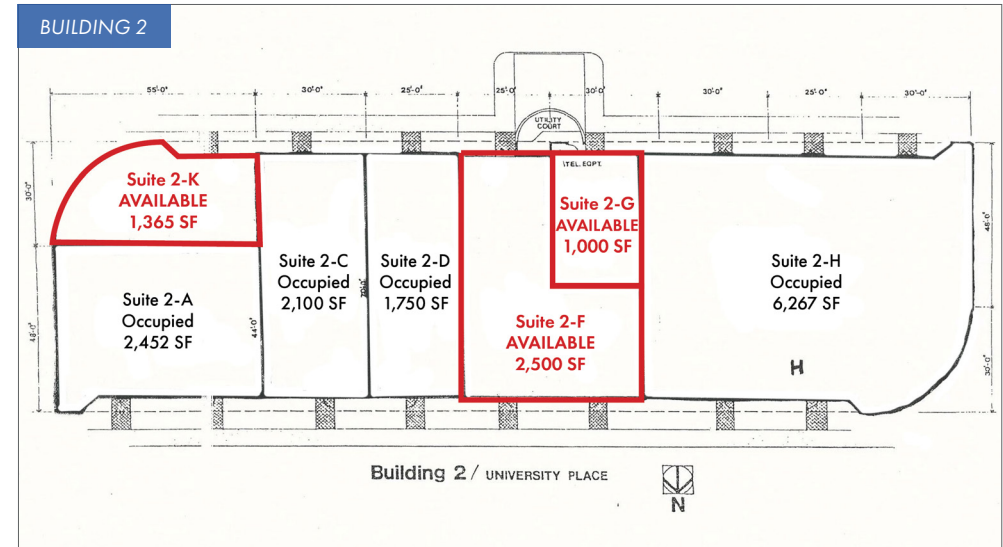 BUILDING 2
55'-0"
30'-0"
25'-0"
25'-0"
30'-0"
30'-0"
25'-0"
30'-0"
UTILITY
COURT
TEL. EQPT.
30'-0"
Suite 2-K
AVAILABLE
1,365 SF
Suite 2-G
AVAILABLE
1,000 SF
48'-0"
Suite 2-C
Occupied
2,100 SF
70'-0"
Suite 2-D
Occupied
1,750 SF
Suite 2-H
Occupied
6,267 SF
Suite 2-A
Occupied
2,452 SF
48'-0"
44'-0"
Suite 2-F
AVAILABLE
2,500 SF
30'-0"
H
Building 2 / UNIVERSITY PLACE
N